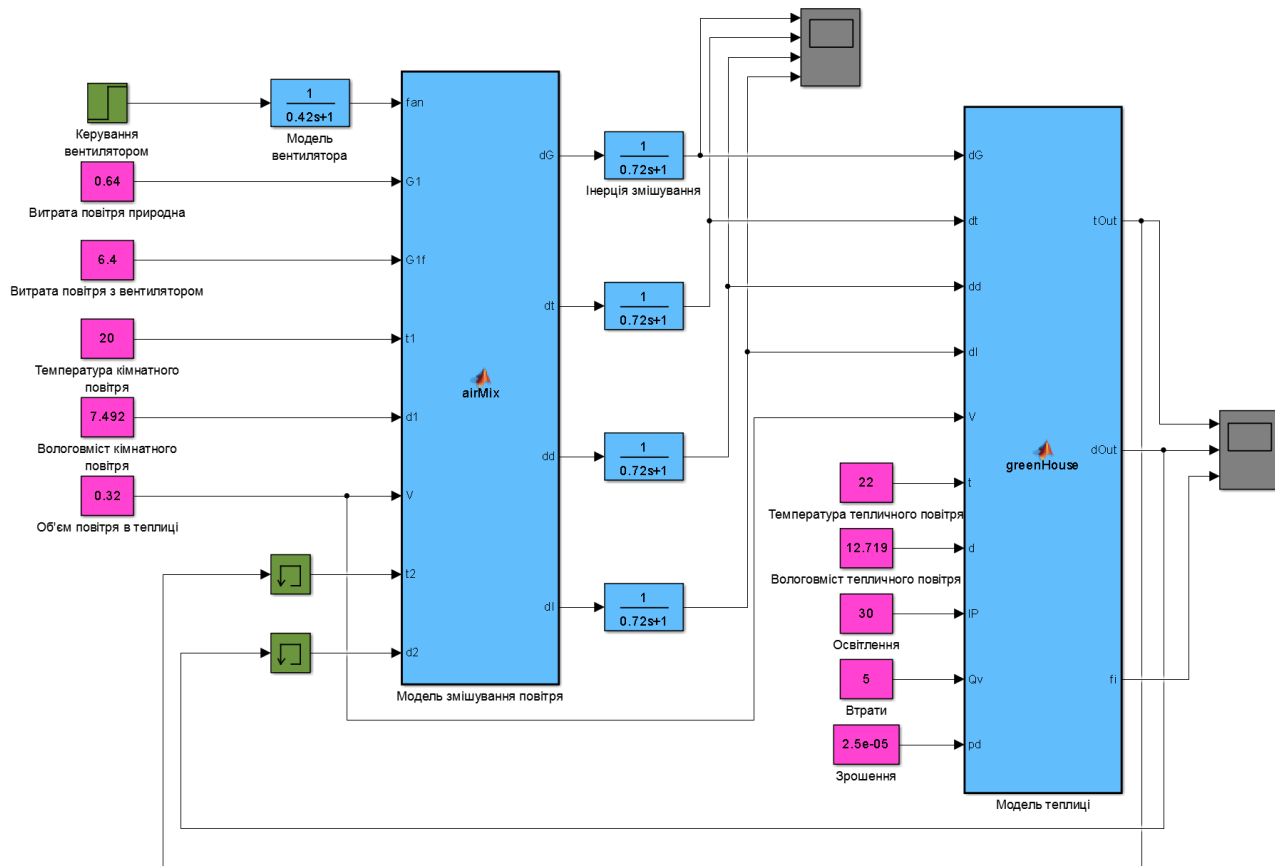 fan
1
0.42s+1
Керування
вентилятором
Модель
вентилятора
0.64
G1
Витрата повітря природна
6.4
G1f
Витрата повітря з вентилятором
20
t1
Температура кімнатного
повітря
7.492
d1
Вологовміст кімнатного
повітря
0.32
V
Об'єм повітря в теплиці
t2
d2
airMix
dG
dt
dd
dI
Модель змішування повітря
1
0.72s+1
Інерція змішування
1
0.72s+1
1
0.72s+1
1
0.72s+1
dG
dt
dd
dI
V
22
t
Температура тепличного повітря
12.719
d
Вологовміст тепличного повітря
30
IP
Освітлення
5
Qv
Втрати
2.5e-05
pd
Зрошення
greenHouse
tOut
dOut
fi
Модель теплиці